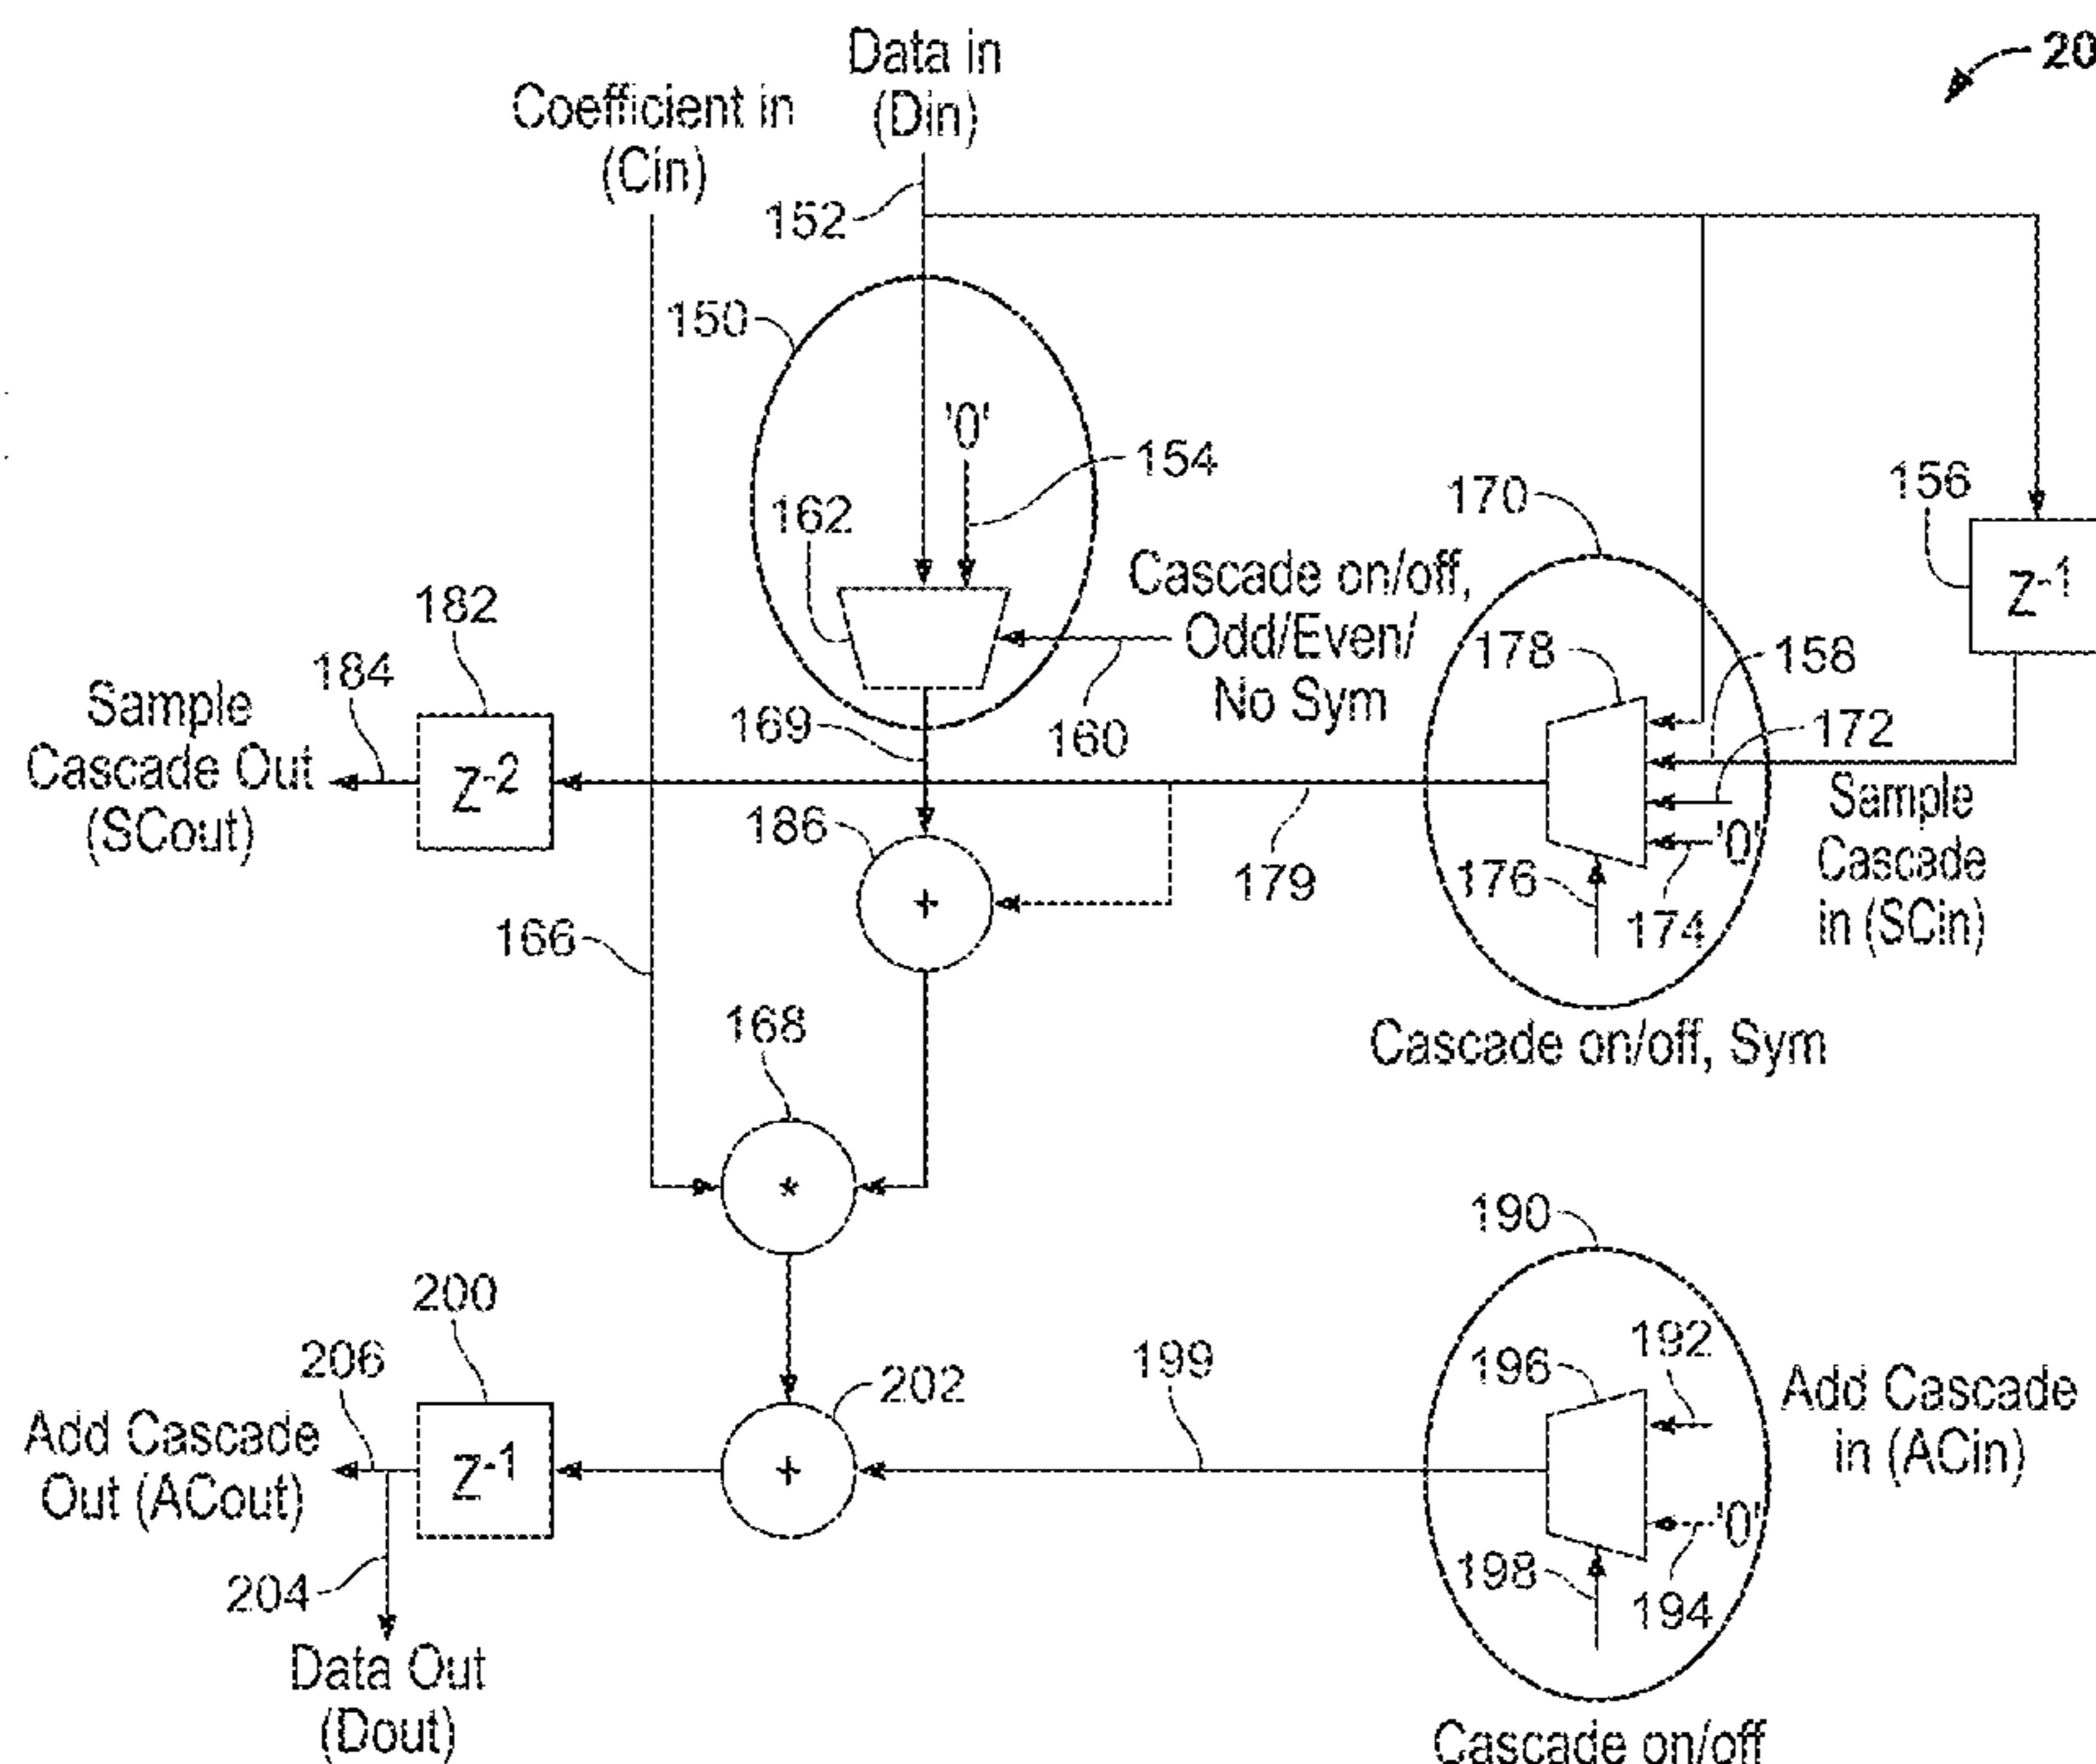 20
Data in
(Din)
Coefficient in
(Cin)
152
150
'0'
154
162
170
156
Z-1
Cascade on/off,
Odd/Even/
No Sym
182
184
178
158
Sample
Cascade Out
(SCout)
Z-2
169
160
172
Sample
Cascade
in (SCin)
186
+
179
'0'
176
174
166
Cascade on/off, Sym
168
*
190
200
206
202
199
192
196
Add Cascade
Out (ACout)
Z-1
+
Add Cascade
in (ACin)
'0'
204
198
194
Data Out
(Dout)
Cascade on/off